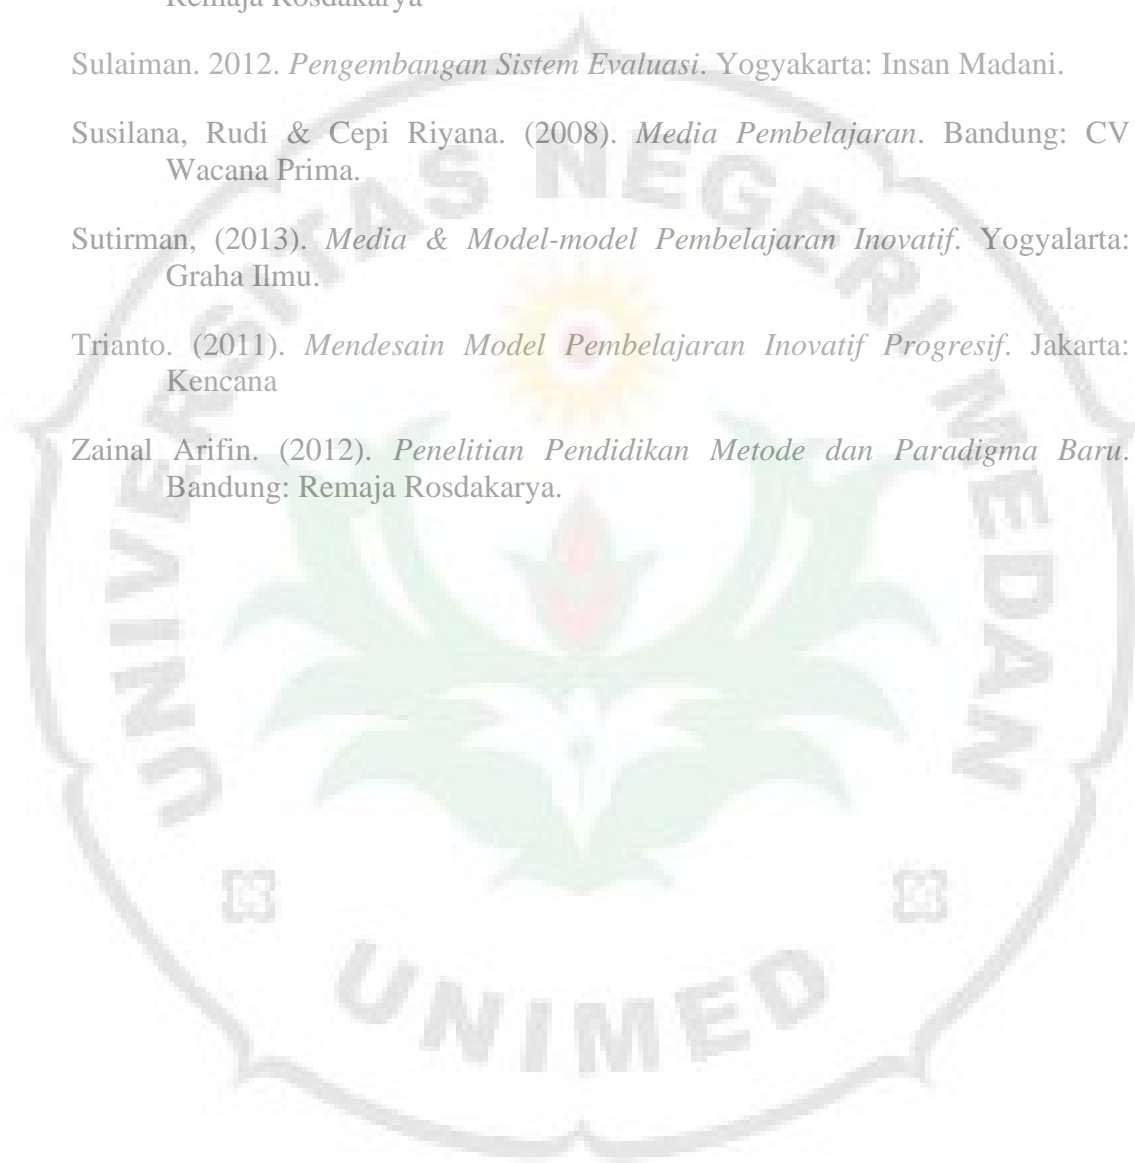 Remaja Rosdakarya
Sulaiman. 2012. Pengembangan Sistem Evaluasi. Yogyakarta: Insan Madani.
Susilana, Rudi & Cepi Riyana. (2008). Media Pembelajaran. Bandung: CV
Wacana Prima.
Sutirman, (2013). Media & Model-model Pembelajaran Inovatif. Yogyalarta:
Graha Ilmu.
Trianto. (2011). Mendesain Model Pembelajaran Inovatif Progresif. Jakarta:
Kencana
Zainal Arifin. (2012). Penelitian Pendidikan Metode dan Paradigma Baru.
Bandung: Remaja Rosdakarya.
UNIVERSITAS NEGERI MEDAN
UNIMED